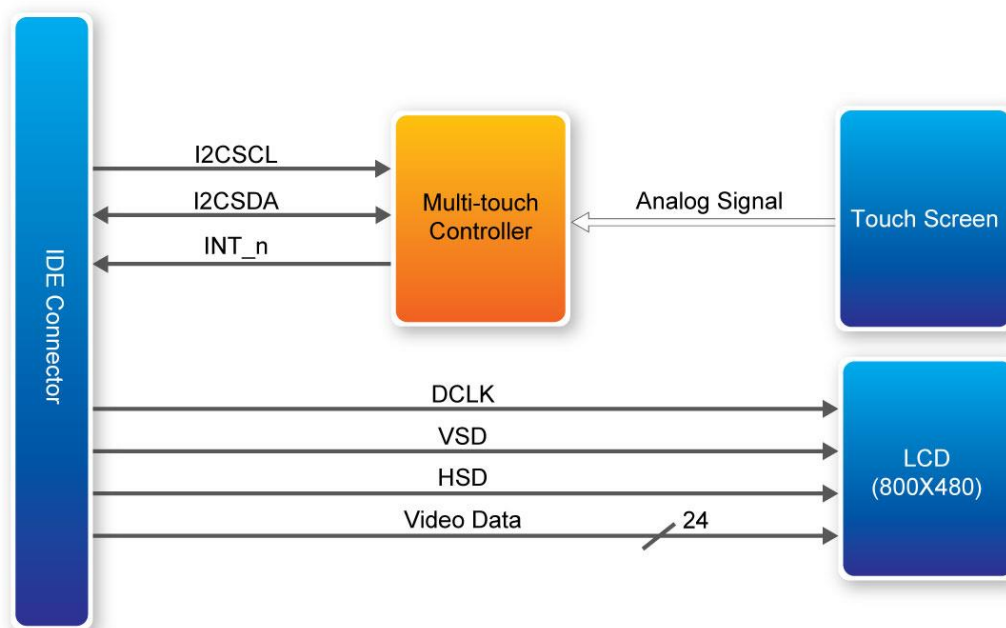 IDE Connector
I2CSCL
I2CSDA
INT_n
Multi-touch
Controller
Analog Signal
Touch Screen
DCLK
VSD
HSD
Video Data
24
LCD
(800X480)